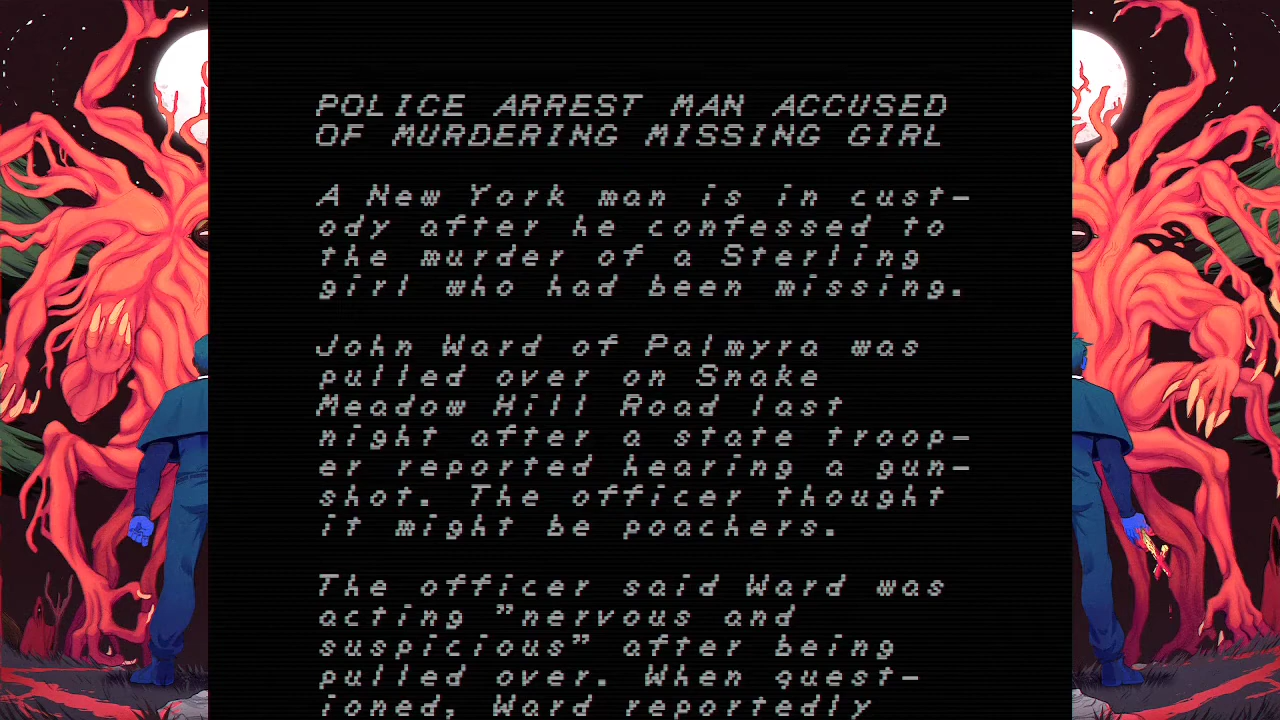 POLICE ARREST MAN ACCUSED
OF MURDERING MISSING GIRL
A New York man is in cust-
ody after he confessed to
the murder of a Sterling
girl who had been missing.
John Ward of Palmyra was
pulled over on Snake
Meadow Hill Road last
night after a state troop-
er reported hearing a gun-
shot. The officer thought
it might be poachers.
The officer said Ward was
acting "nervous and
suspicious" after being
pulled over. When quest-
ioned, Ward reportedly